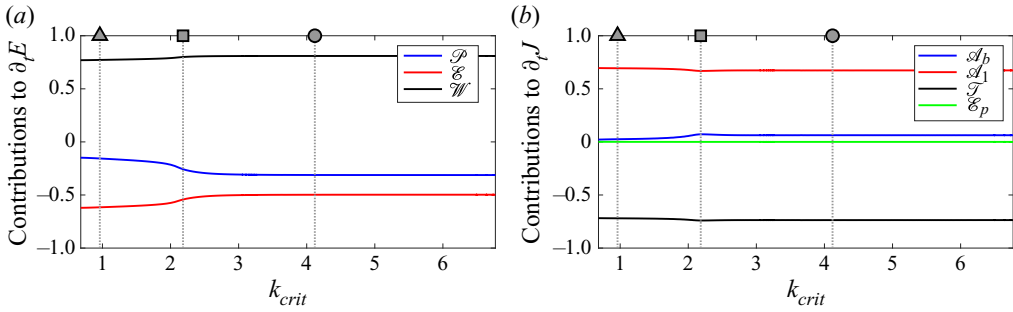 (a)
1.0
0.5
0
–0.5
–1.0
Contributions to ∂tE
𝒫
ℰ
𝒲
1 2 3 4 5 6
kcrit
(b)
1.0
0.5
0
–0.5
–1.0
Contributions to ∂tJ
𝒜b
𝒜1
𝒯
ℰp
1 2 3 4 5 6
kcrit